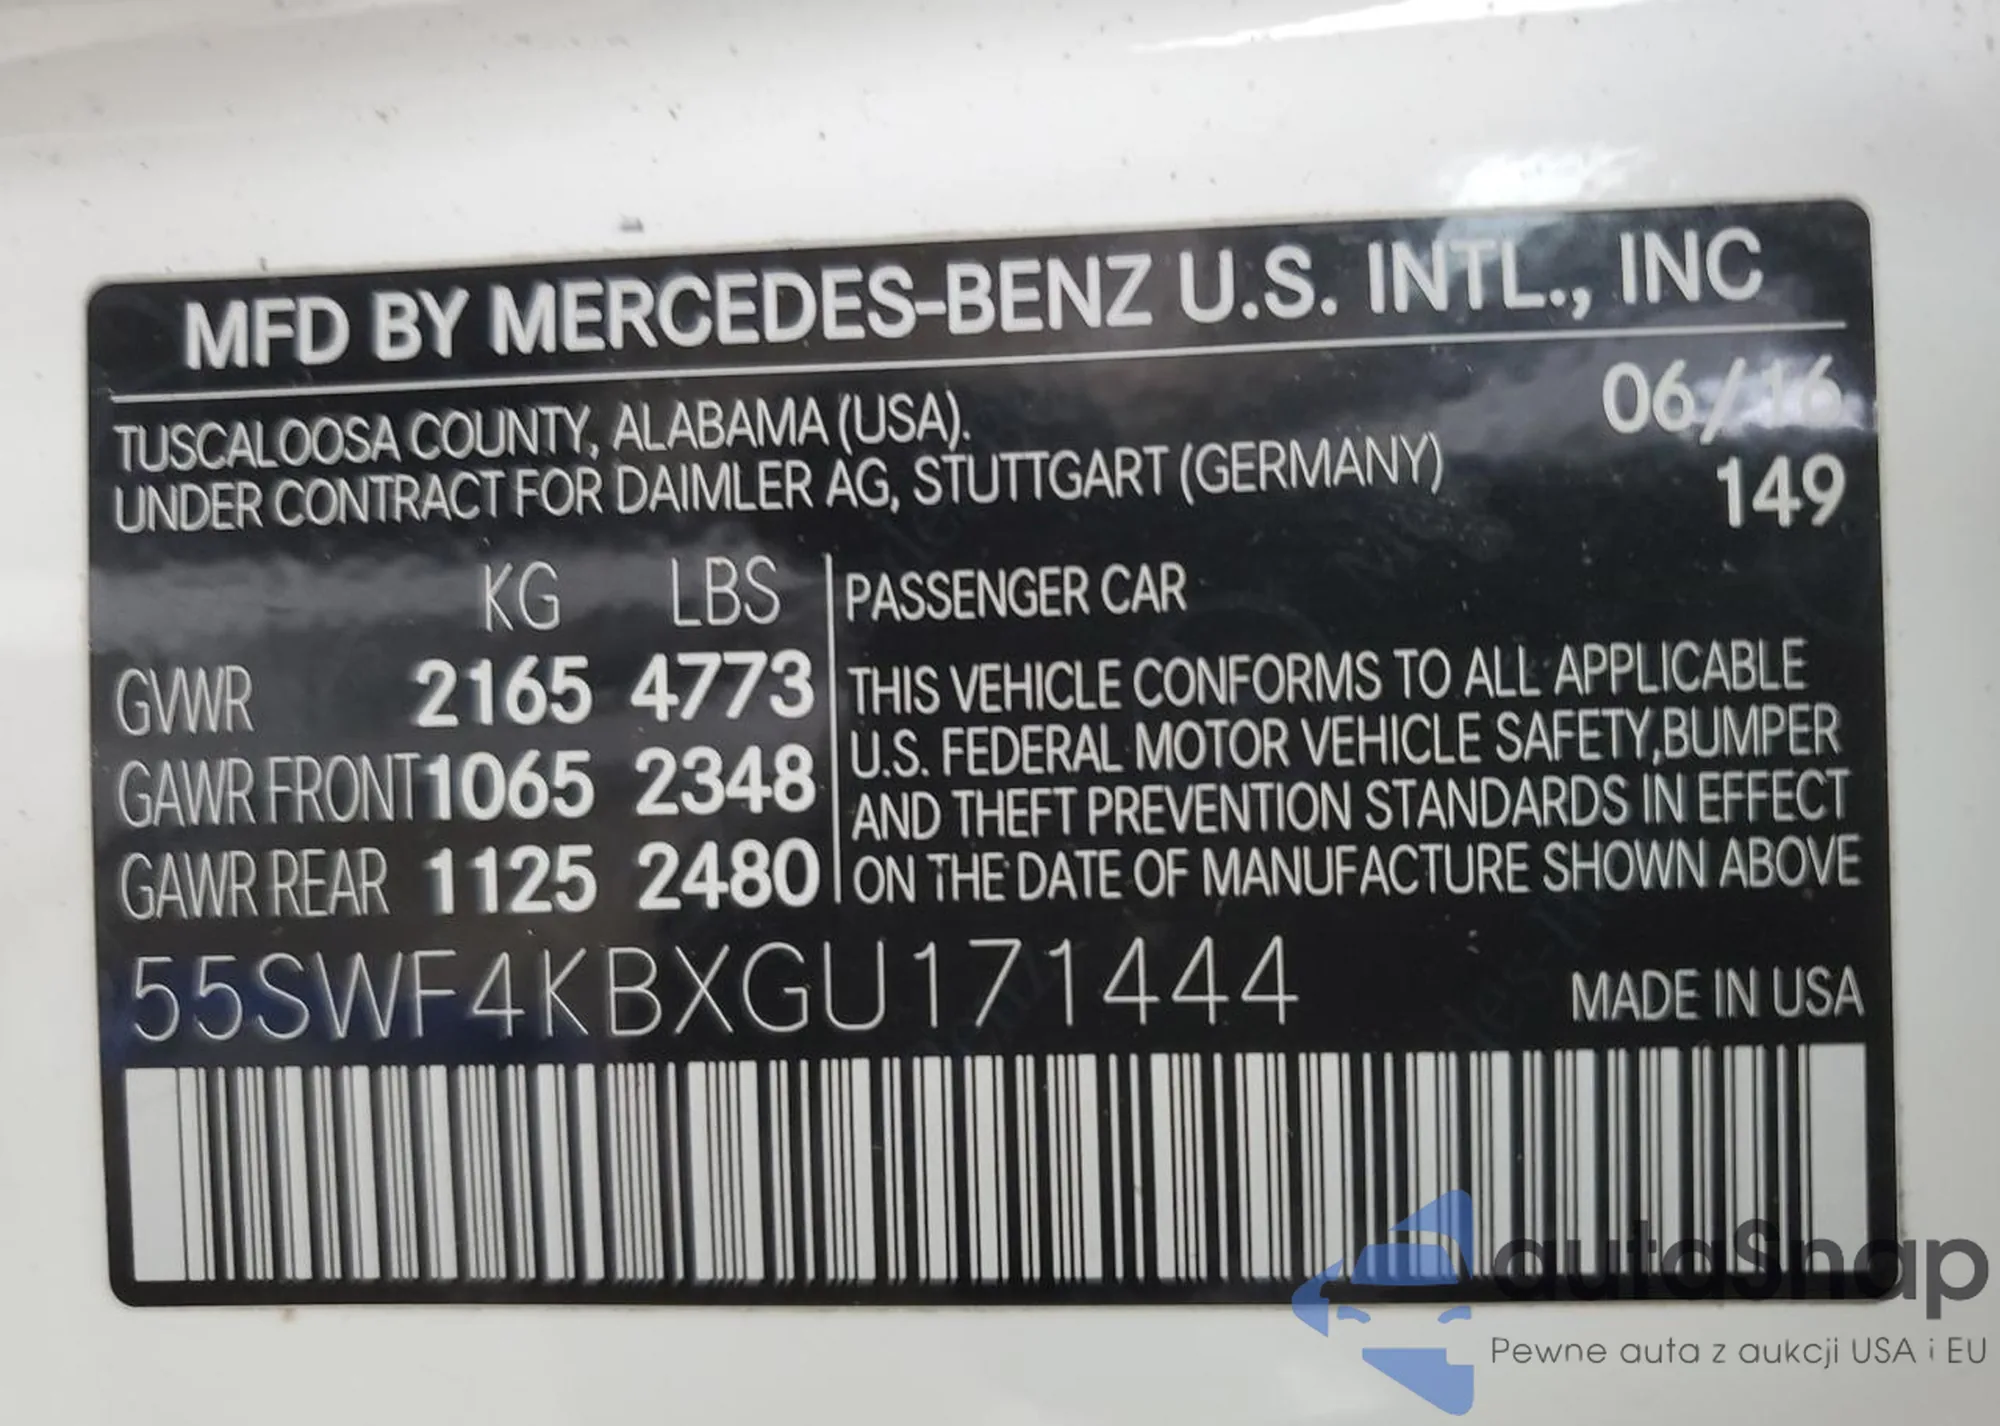 MFD BY MERCEDES-BENZ U.S. INTL., INC
06/16
TUSCALOOSA COUNTY, ALABAMA (USA).
UNDER CONTRACT FOR DAIMLER AG, STUTTGART (GERMANY)
149
KG LBS
GVWR 2165 4773
GAWR FRONT 1065 2348
GAWR REAR 1125 2480
PASSENGER CAR
THIS VEHICLE CONFORMS TO ALL APPLICABLE
U.S. FEDERAL MOTOR VEHICLE SAFETY,BUMPER
AND THEFT PREVENTION STANDARDS IN EFFECT
ON THE DATE OF MANUFACTURE SHOWN ABOVE
55SWF4KBXGU171444
MADE IN USA
autaSnap
Pewne auta z aukcji USA i EU